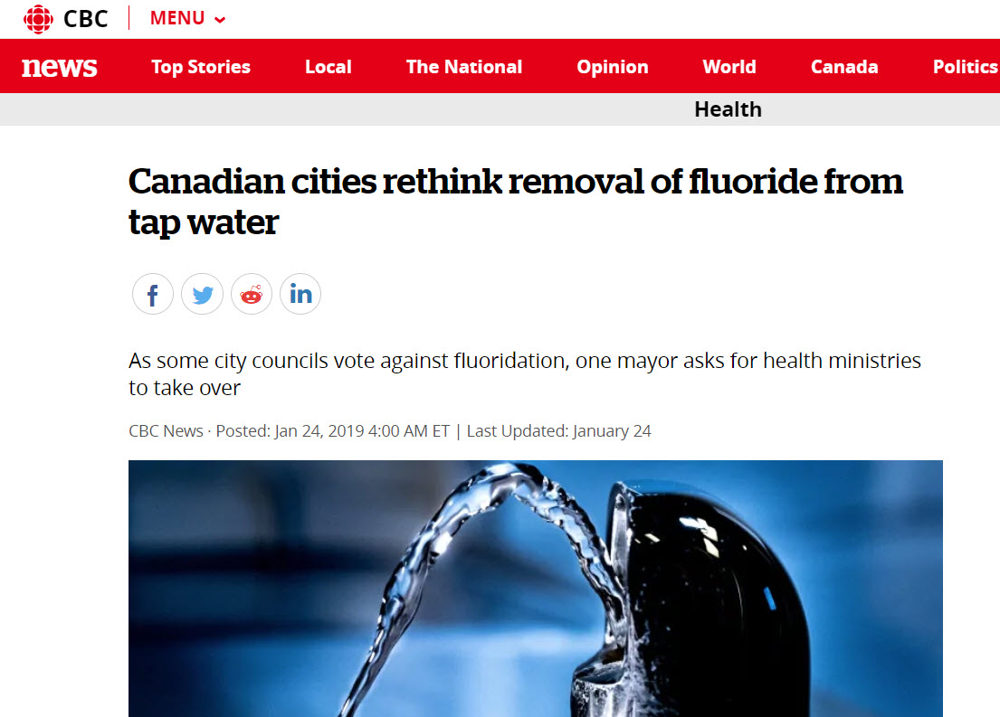 CBC MENU
news Top Stories Local The National Opinion World Canada Politics
Health
Canadian cities rethink removal of fluoride from
tap water
f in
As some city councils vote against fluoridation, one mayor asks for health ministries
to take over
CBC News · Posted: Jan 24, 2019 4:00 AM ET | Last Updated: January 24